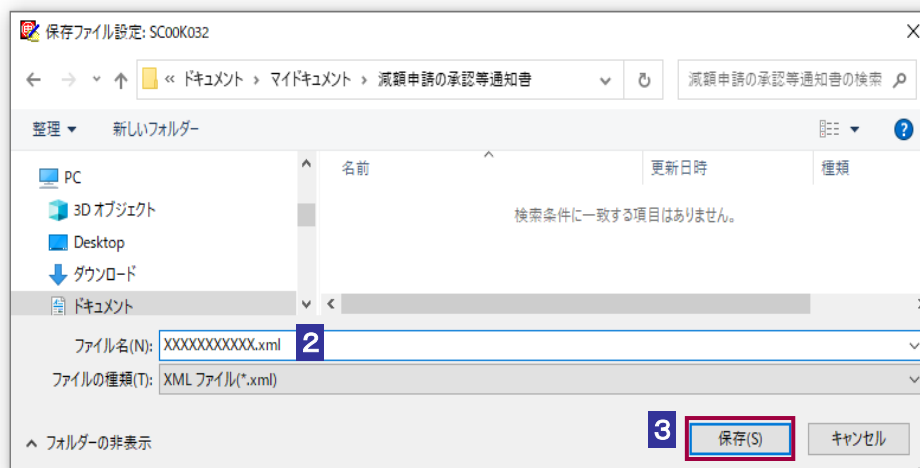 保存ファイル設定: SC00K032
« ドキュメント › マイドキュメント › 減額申請の承認等通知書
減額申請の承認等通知書の検索
整理 新しいフォルダー
名前 更新日時 種類
検索条件に一致する項目はありません。
PC
3D オブジェクト
Desktop
ダウンロード
ドキュメント
ファイル名(N): XXXXXXXXXXX.xml 2
ファイルの種類(T): XML ファイル(*.xml)
フォルダーの非表示 3 保存(S) キャンセル